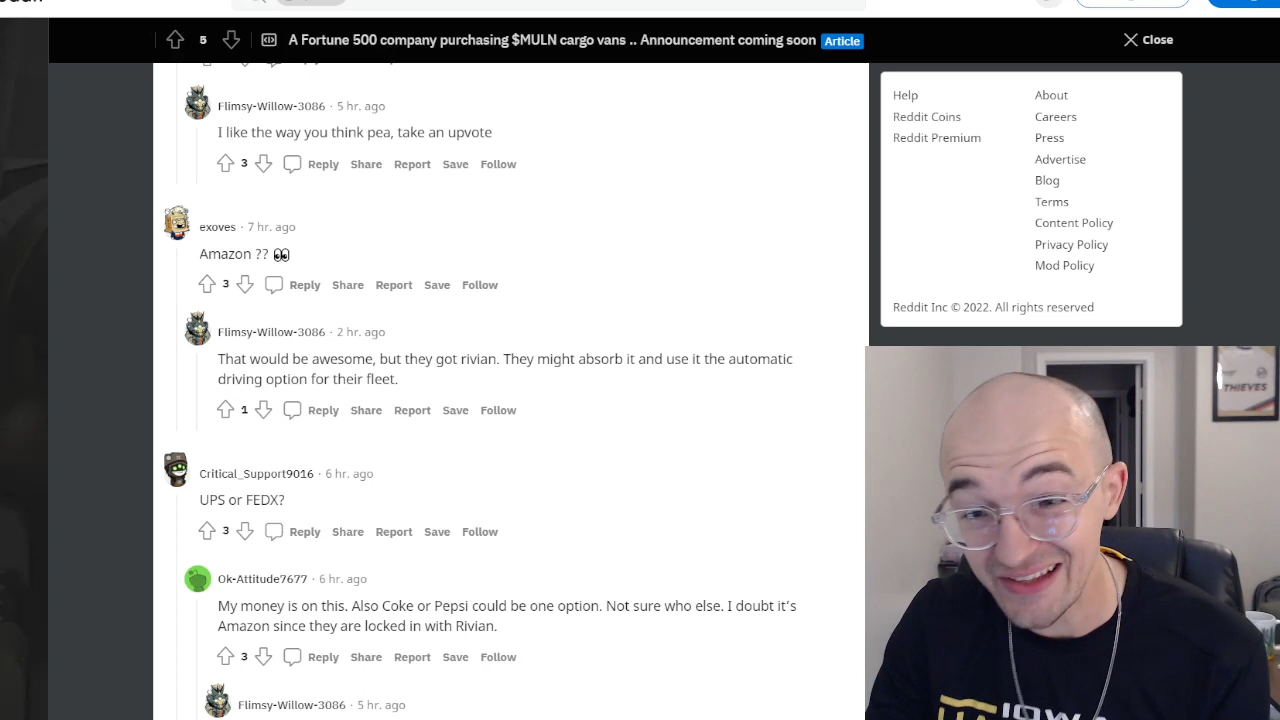 5 A Fortune 500 company purchasing $MULN cargo vans .. Announcement coming soon Article Close
Flimsy-Willow-3086 · 5 hr. ago
I like the way you think pea, take an upvote
3 Reply Share Report Save Follow
exoves · 7 hr. ago
Amazon ?? 👀
3 Reply Share Report Save Follow
Flimsy-Willow-3086 · 2 hr. ago
That would be awesome, but they got rivian. They might absorb it and use it the automatic
driving option for their fleet.
1 Reply Share Report Save Follow
Critical_Support9016 · 6 hr. ago
UPS or FEDX?
3 Reply Share Report Save Follow
Ok-Attitude7677 · 6 hr. ago
My money is on this. Also Coke or Pepsi could be one option. Not sure who else. I doubt it's
Amazon since they are locked in with Rivian.
3 Reply Share Report Save Follow
Flimsy-Willow-3086 · 5 hr. ago
Help
Reddit Coins
Reddit Premium
About
Careers
Press
Advertise
Blog
Terms
Content Policy
Privacy Policy
Mod Policy
Reddit Inc © 2022. All rights reserved
THIEVES